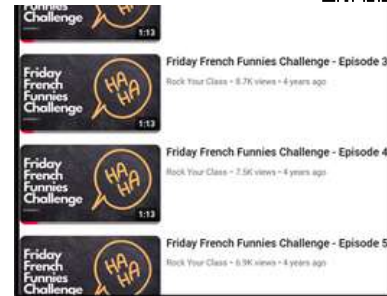 Funnies
Challenge
1:13
Friday
French
Funnies
Challenge
HA
HA
1:13
Friday French Funnies Challenge - Episode 3
Rock Your Class • 8.7K views • 4 years ago
Friday
French
Funnies
Challenge
HA
HA
1:13
Friday French Funnies Challenge - Episode 4
Rock Your Class • 7.5K views • 4 years ago
Friday
French
Funnies
Challenge
HA
HA
Friday French Funnies Challenge - Episode 5
Rock Your Class • 6.9K views • 4 years ago